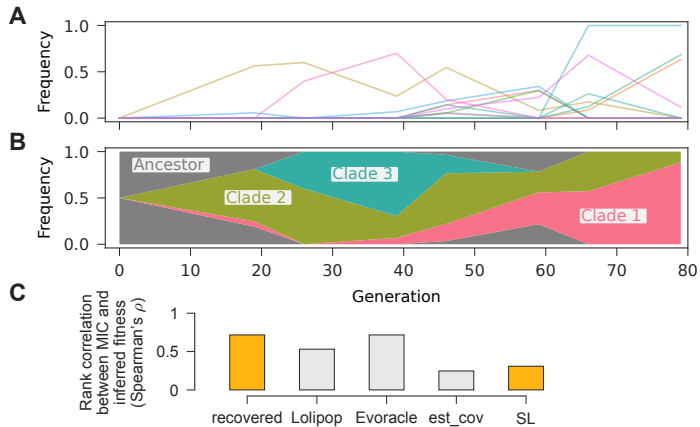 A
Frequency
1.0
0.5
0.0
B
Frequency
1.0
0.5
0.0
Ancestor
Clade 3
Clade 2
Clade 1
0 10 20 30 40 50 60 70 80
Generation
C
Rank correlation
between MIC and
inferred fitness
(Spearman's ρ)
1
0.5
0
recovered Lolipop Evoracle est_cov SL